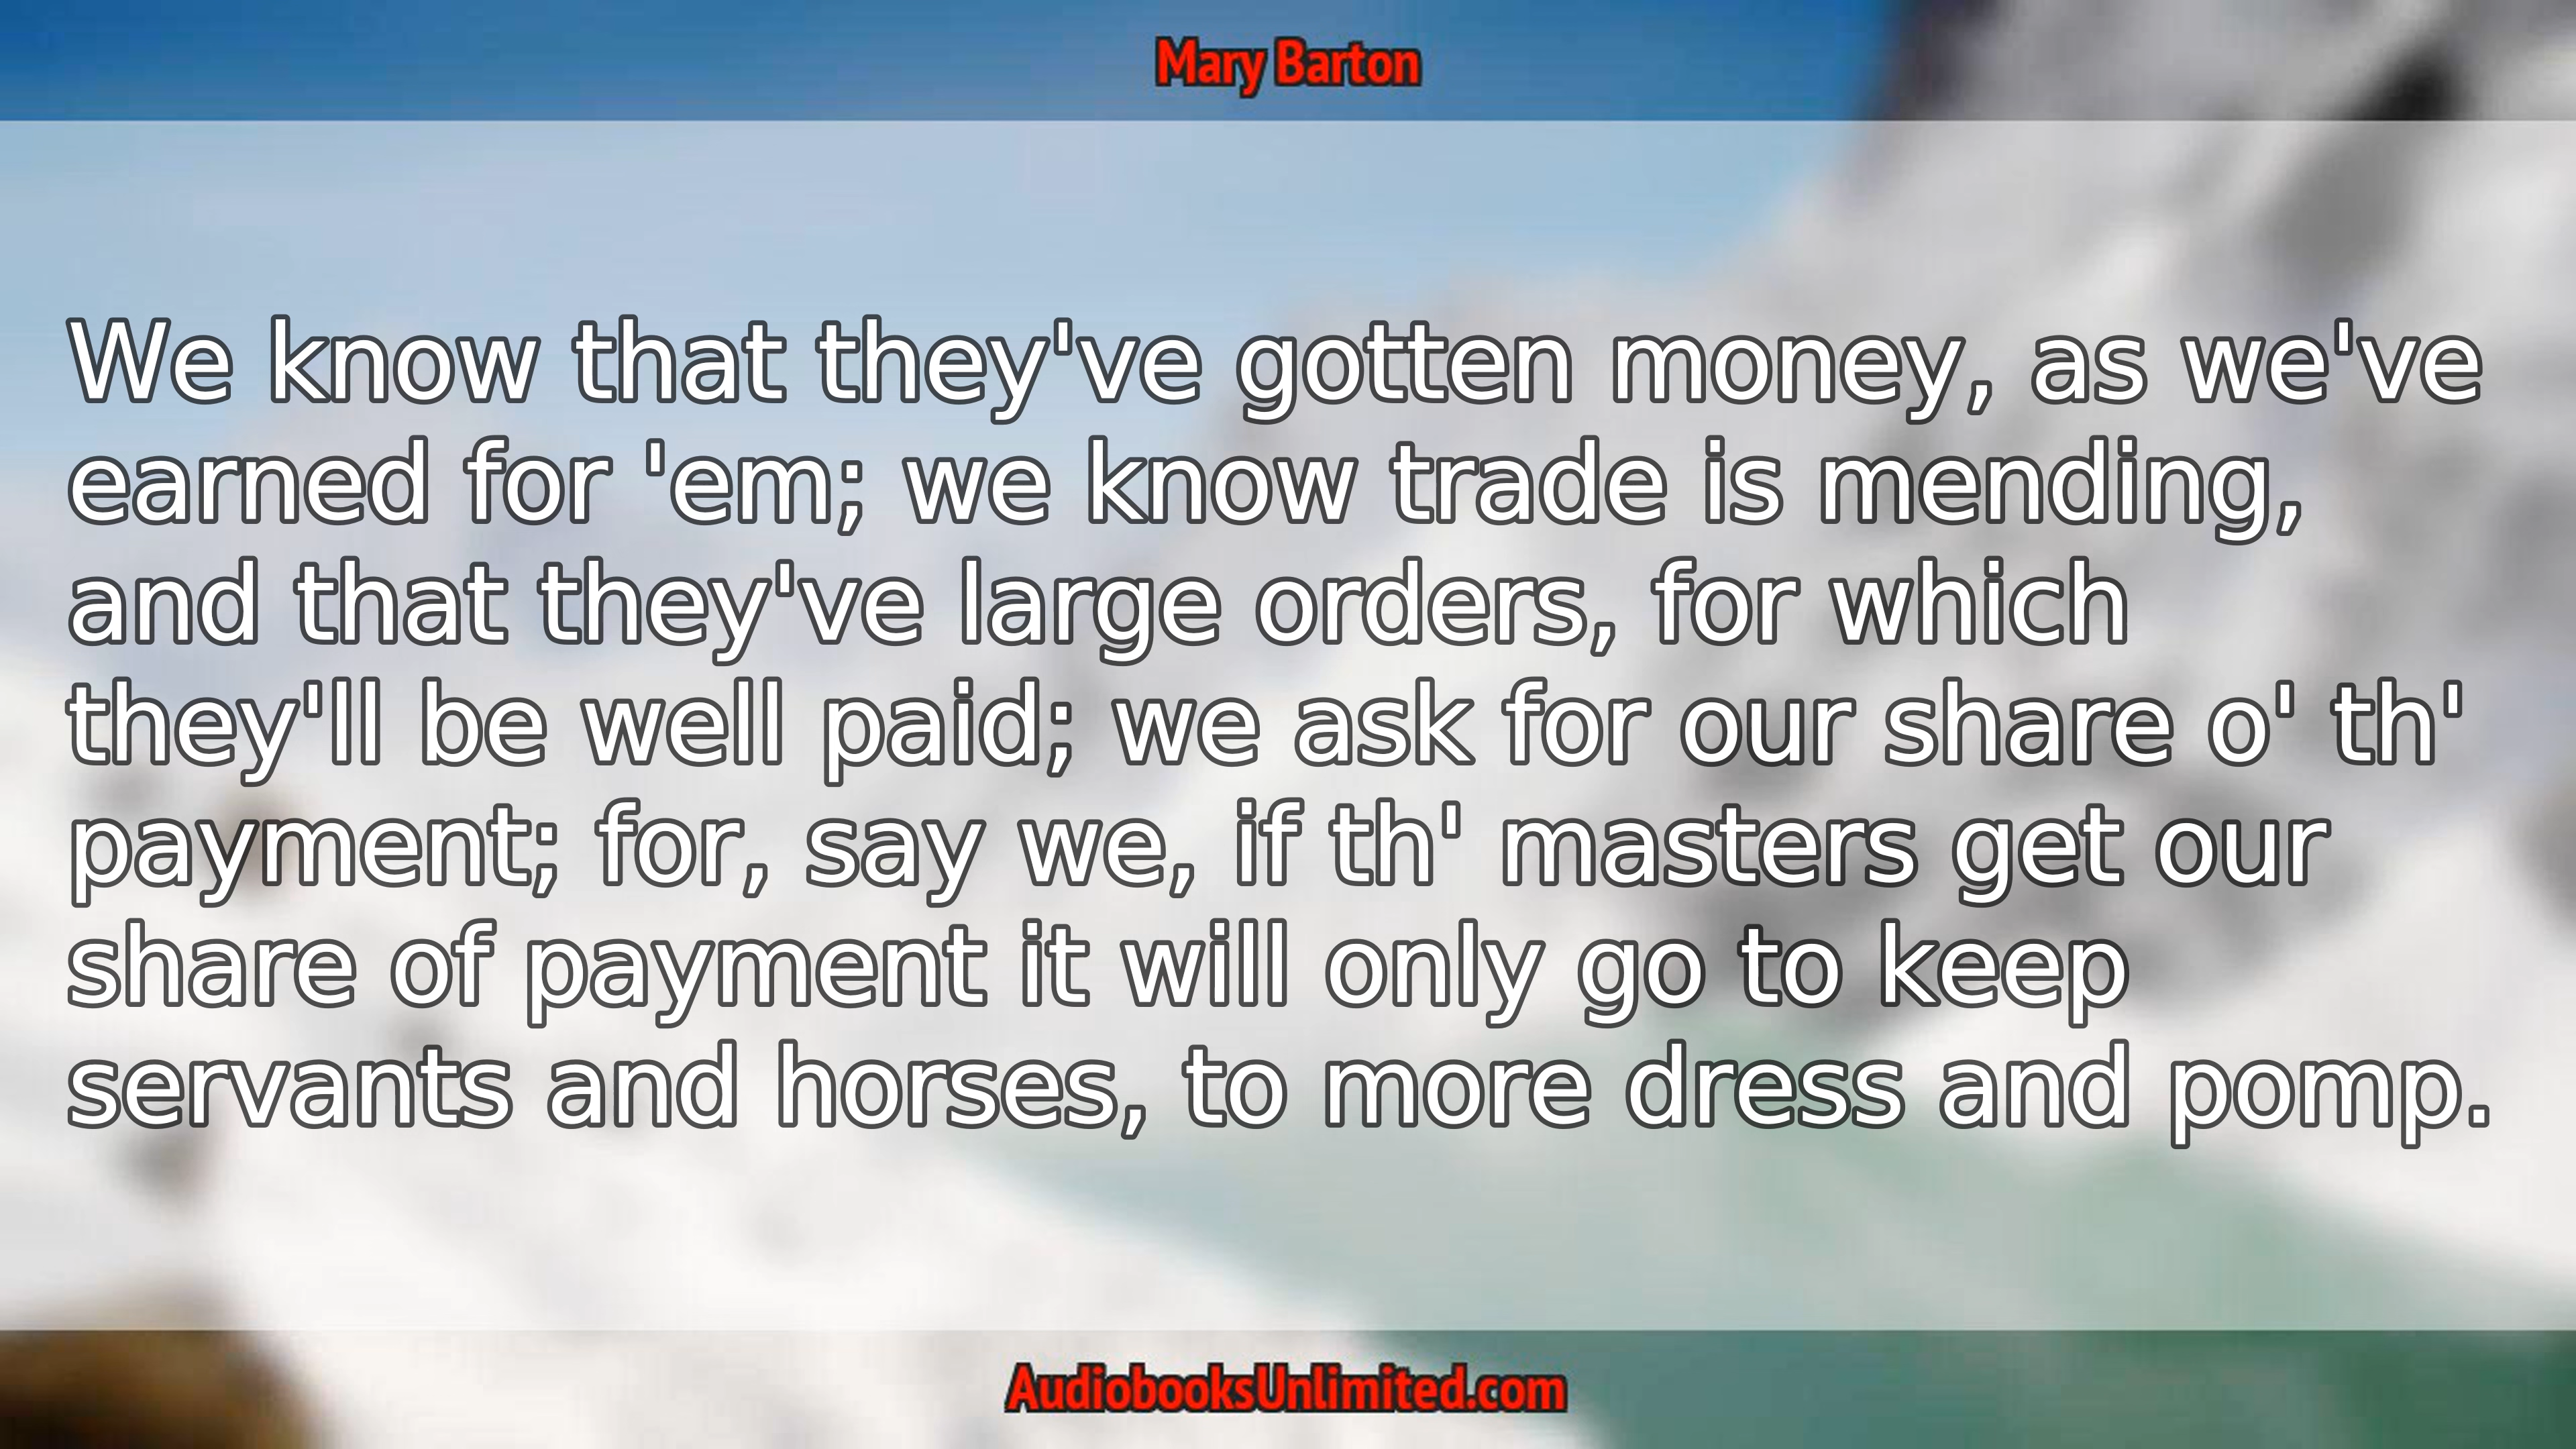 Mary Barton
We know that they've gotten money, as we've
earned for 'em; we know trade is mending,
and that they've large orders, for which
they'll be well paid; we ask for our share o' th'
payment; for, say we, if th' masters get our
share of payment it will only go to keep
servants and horses, to more dress and pomp.
AudiobooksUnlimited.com